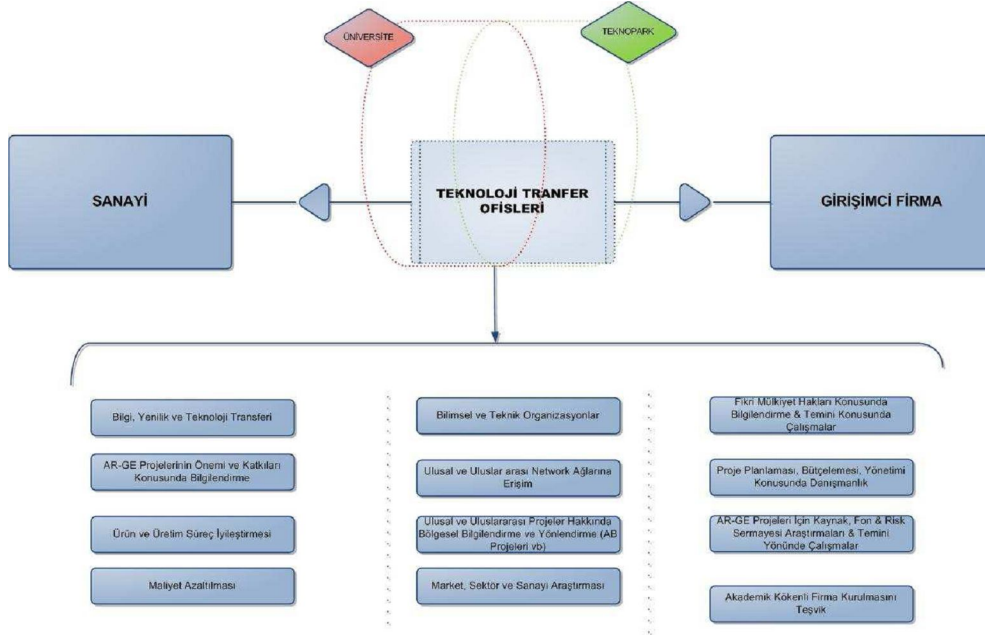 ÜNİVERSİTE
TEKNOPARK
SANAYİ
TEKNOLOJİ TRANFER
OFİSLERİ
GİRİŞİMCİ FİRMA
Bilgi, Yenilik ve Teknoloji Transferi
AR-GE Projelerinin Önemi ve Katkıları
Konusunda Bilgilendirme
Ürün ve Üretim Süreç İyileştirmesi
Maliyet Azaltılması
Bilimsel ve Teknik Organizasyonlar
Ulusal ve Uluslar arası Network Ağlarına
Erişim
Ulusal ve Uluslararası Projeler Hakkında
Bölgesel Bilgilendirme ve Yönlendirme (AB
Projeleri vb)
Market, Sektör ve Sanayi Araştırması
Fikri Mülkiyet Hakları Konusunda
Bilgilendirme & Temini Konusunda
Çalışmalar
Proje Planlaması, Bütçelemesi, Yönetimi
Konusunda Danışmanlık
AR-GE Projeleri İçin Kaynak, Fon & Risk
Sermayesi Araştırmaları & Temini
Yönünde Çalışmalar
Akademik Kökenli Firma Kurulmasını
Teşvik